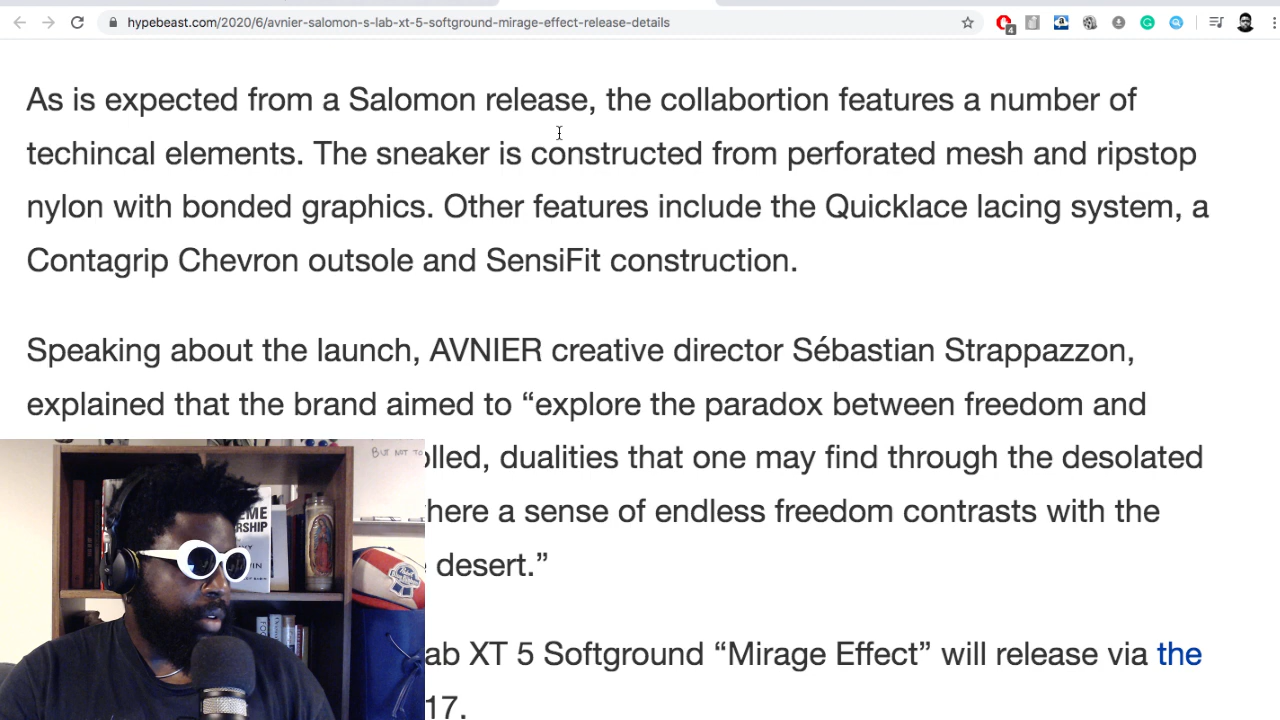 hypebeast.com/2020/6/avnier-salomon-s-lab-xt-5-softground-mirage-effect-release-details
4
As is expected from a Salomon release, the collabortion features a number of
techincal elements. The sneaker is constructed from perforated mesh and ripstop
nylon with bonded graphics. Other features include the Quicklace lacing system, a
Contagrip Chevron outsole and SensiFit construction.
Speaking about the launch, AVNIER creative director Sébastian Strappazzon,
explained that the brand aimed to “explore the paradox between freedom and
olled, dualities that one may find through the desolated
here a sense of endless freedom contrasts with the
desert.”
ab XT 5 Softground “Mirage Effect” will release via the
17.
BUT NOT TO